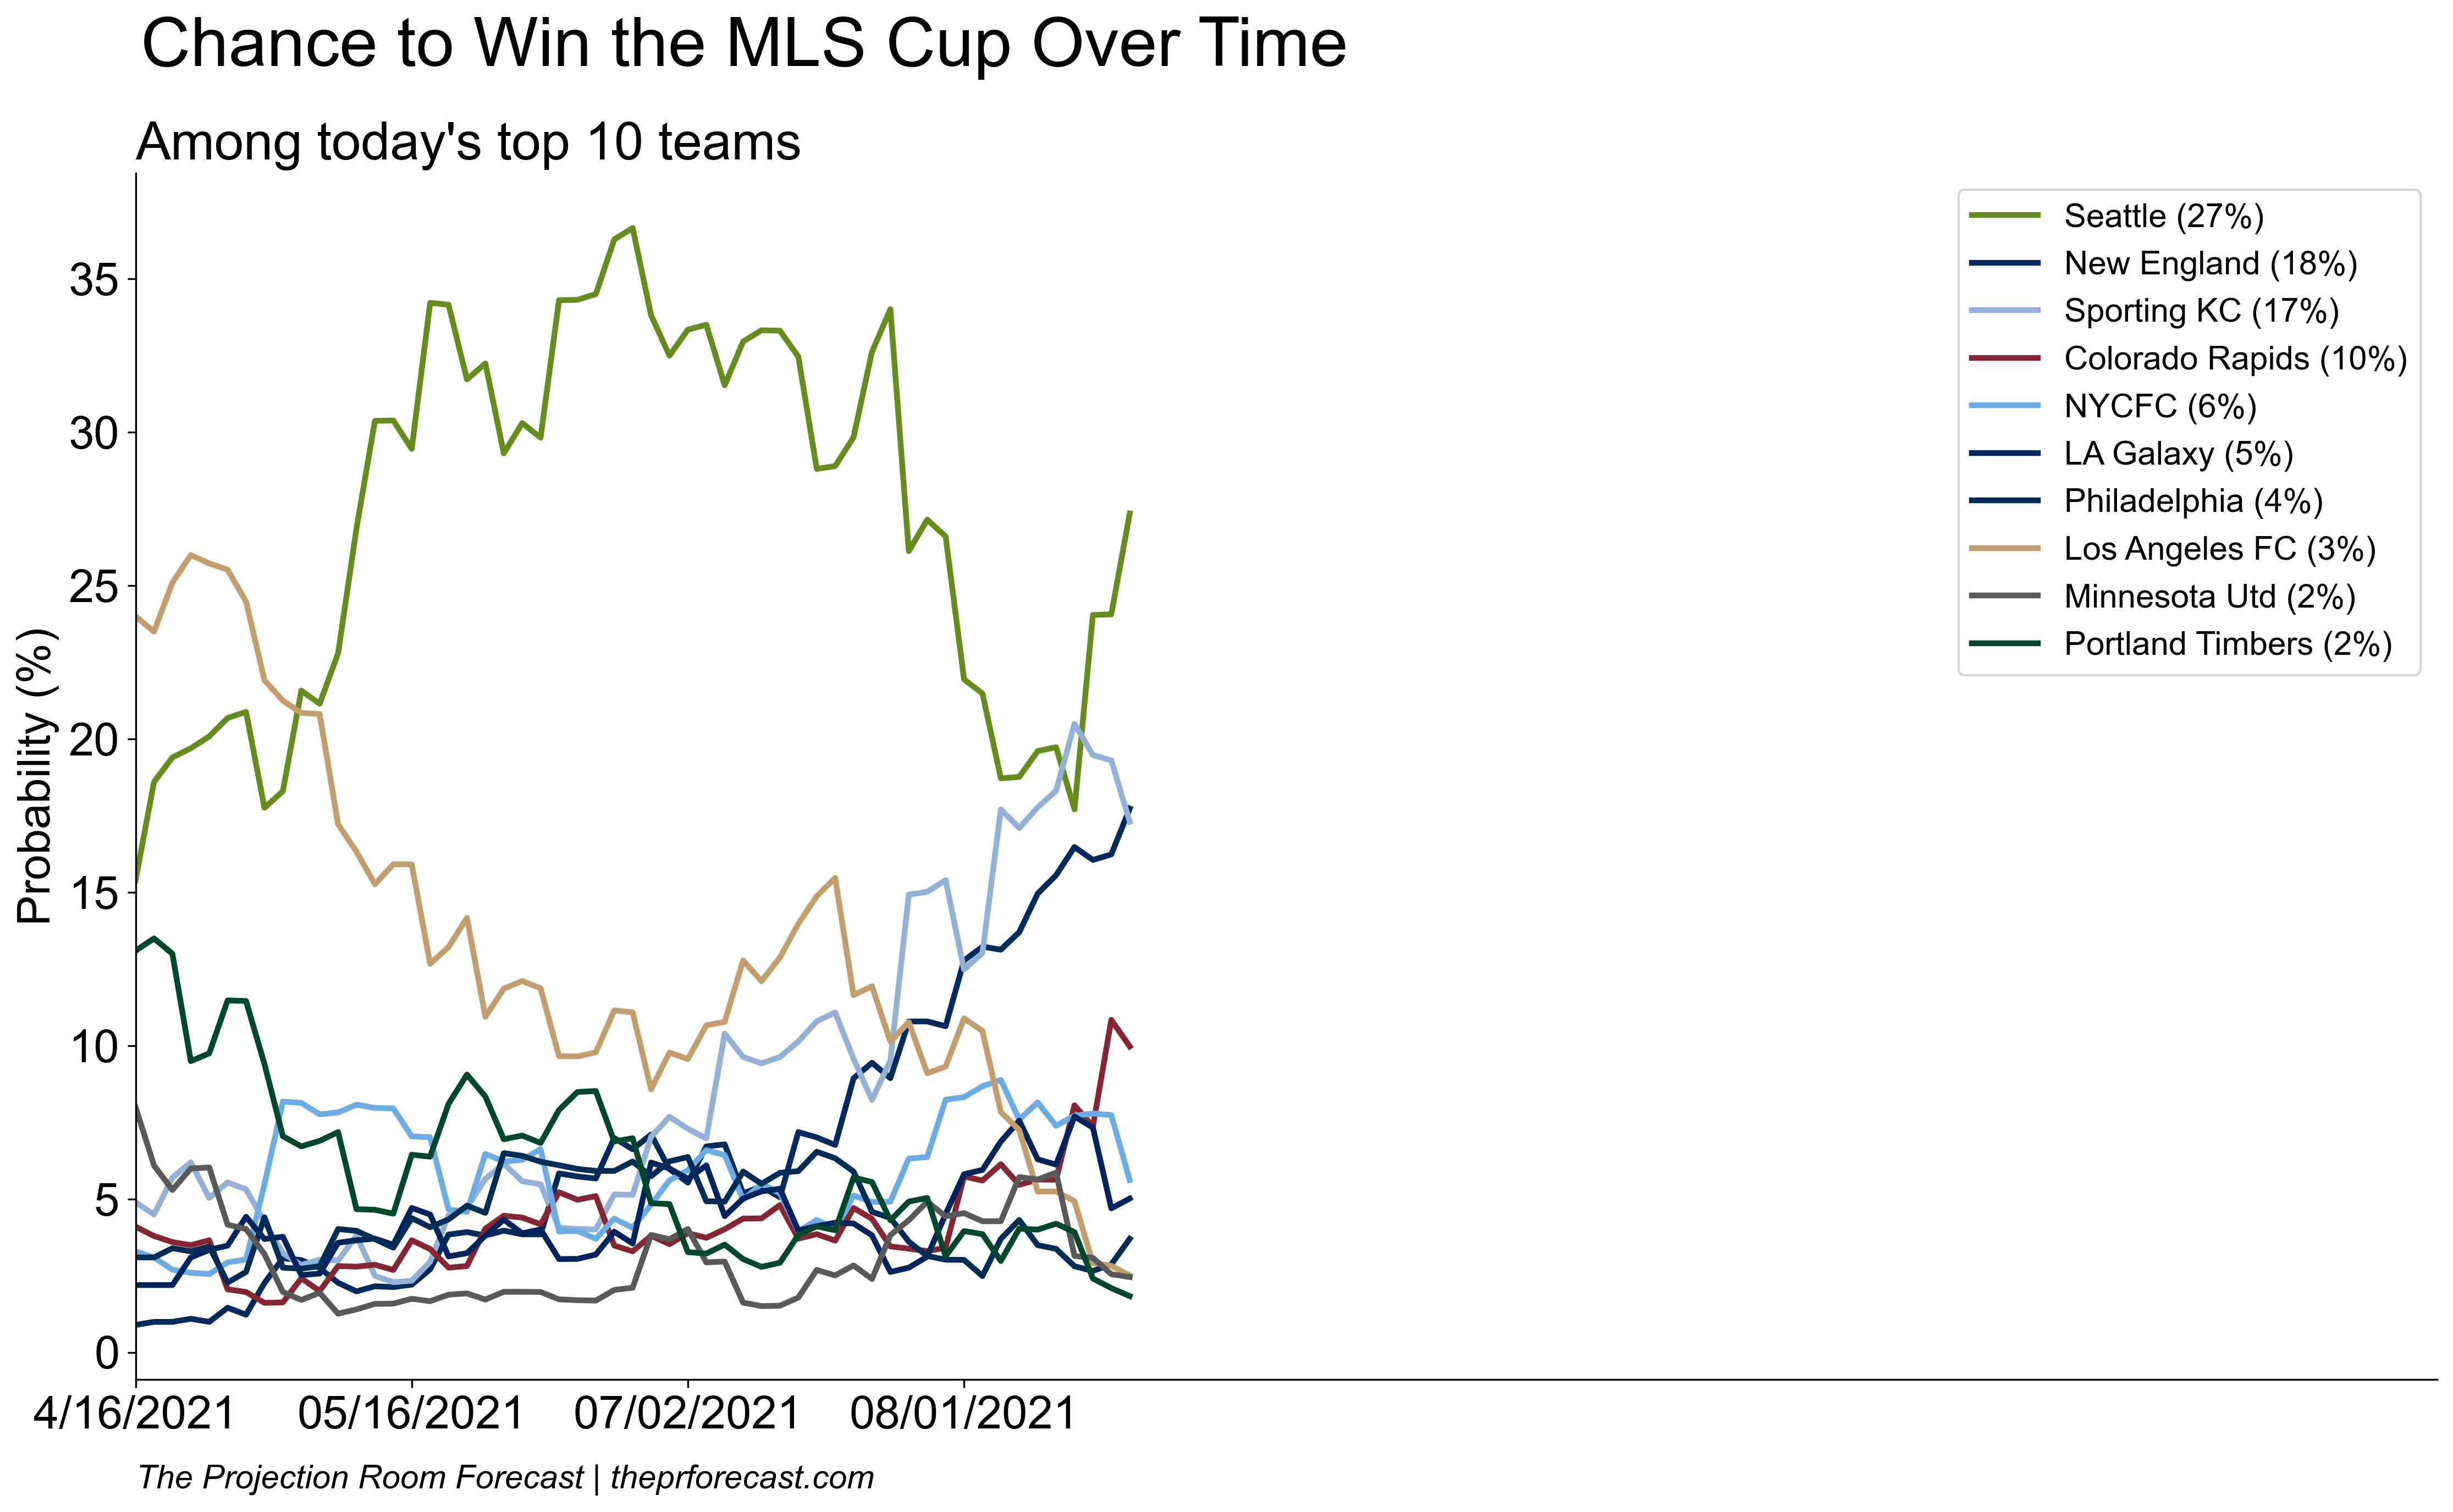 Chance to Win the MLS Cup Over Time
Among today's top 10 teams
Seattle (27%)
New England (18%)
Sporting KC (17%)
Colorado Rapids (10%)
NYCFC (6%)
LA Galaxy (5%)
Philadelphia (4%)
Los Angeles FC (3%)
Minnesota Utd (2%)
Portland Timbers (2%)
Probability (%)
35
30
25
20
15
10
5
0
4/16/2021 05/16/2021 07/02/2021 08/01/2021
The Projection Room Forecast | theprforecast.com